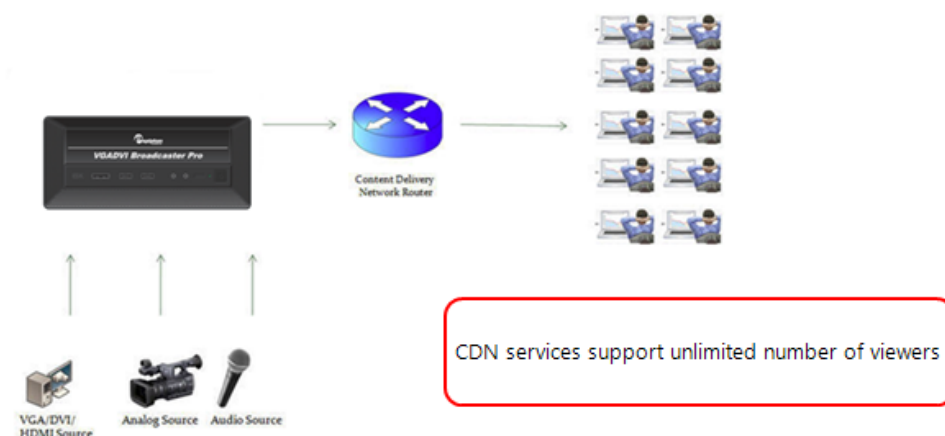 VGADVI Broadcaster Pro
Content Delivery
Network Router
CDN services support unlimited number of viewers
VGA/DVI/
HDMI Source
Analog Source
Audio Source